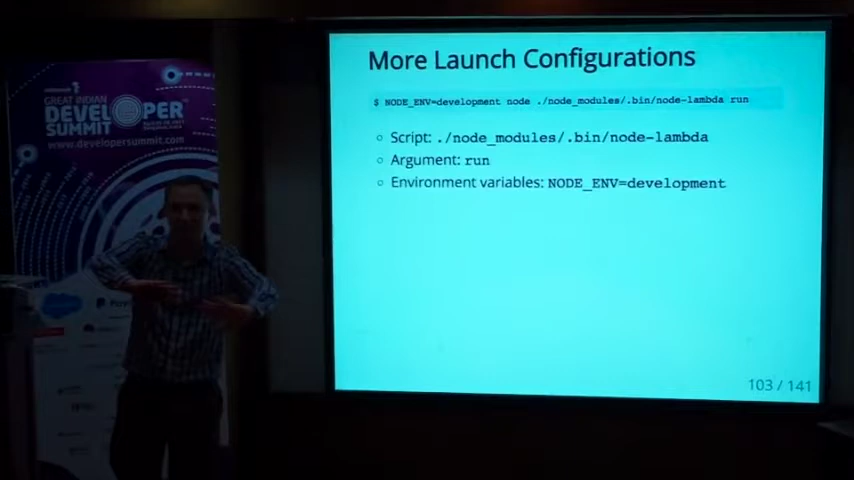 More Launch Configurations
$ NODE_ENV=development node ./node_modules/.bin/node-lambda run
Script: ./node_modules/.bin/node-lambda
Argument: run
Environment variables: NODE_ENV=development
103 / 141
GREAT INDIAN
DEVELOPER
SUMMIT
www.developersummit.com